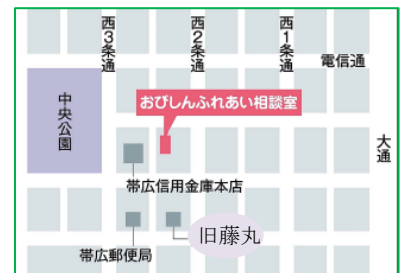 西3条通
西2条通
西1条通
電信通
中央公園
おびしんふれあい相談室
大通
帯広信用金庫本店
旧藤丸
帯広郵便局